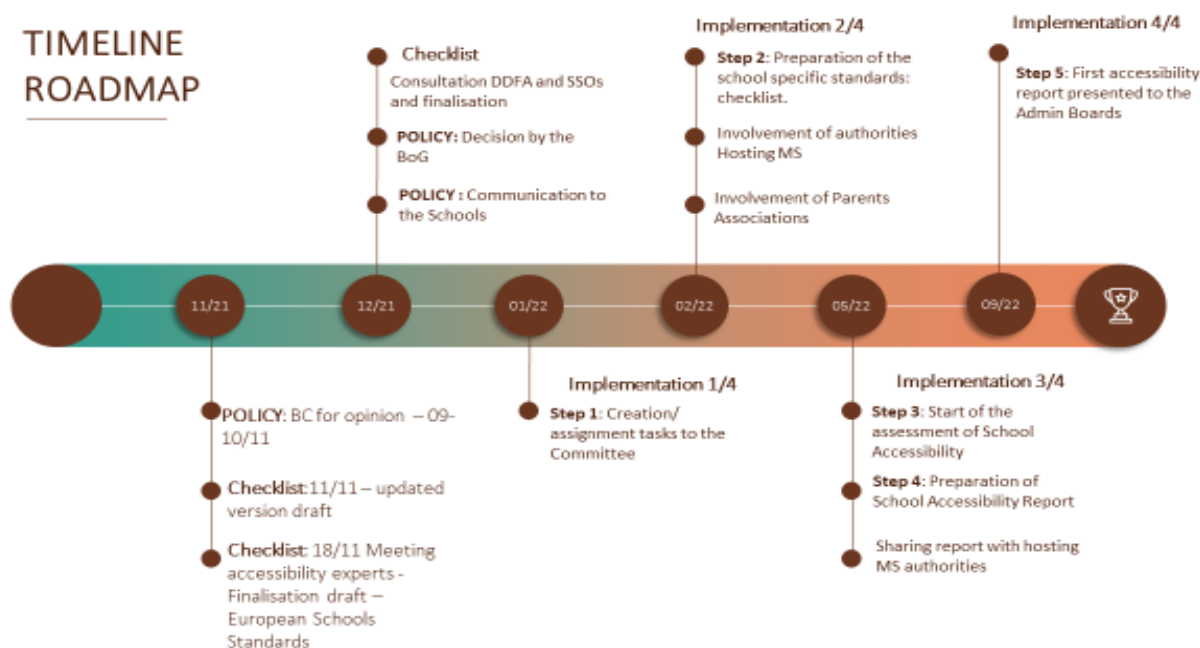 TIMELINE
ROADMAP
Checklist
Consultation DDFA and SSOs
and finalisation
POLICY: Decision by the
BoG
POLICY : Communication to
the Schools
Implementation 2/4
Step 2: Preparation of the
school specific standards:
checklist.
Involvement of authorities
Hosting MS
Involvement of Parents
Associations
Implementation 4/4
Step 5: First accessibility
report presented to the
Admin Boards
11/21
12/21
01/22
02/22
05/22
09/22
POLICY: BC for opinion – 09-
10/11
Checklist:11/11 – updated
version draft
Checklist: 18/11 Meeting
accessibility experts -
Finalisation draft –
European Schools
Standards
Implementation 1/4
Step 1: Creation/
assignment tasks to the
Committee
Implementation 3/4
Step 3: Start of the
assessment of School
Accessibility
Step 4: Preparation of
School Accessibility Report
Sharing report with hosting
MS authorities